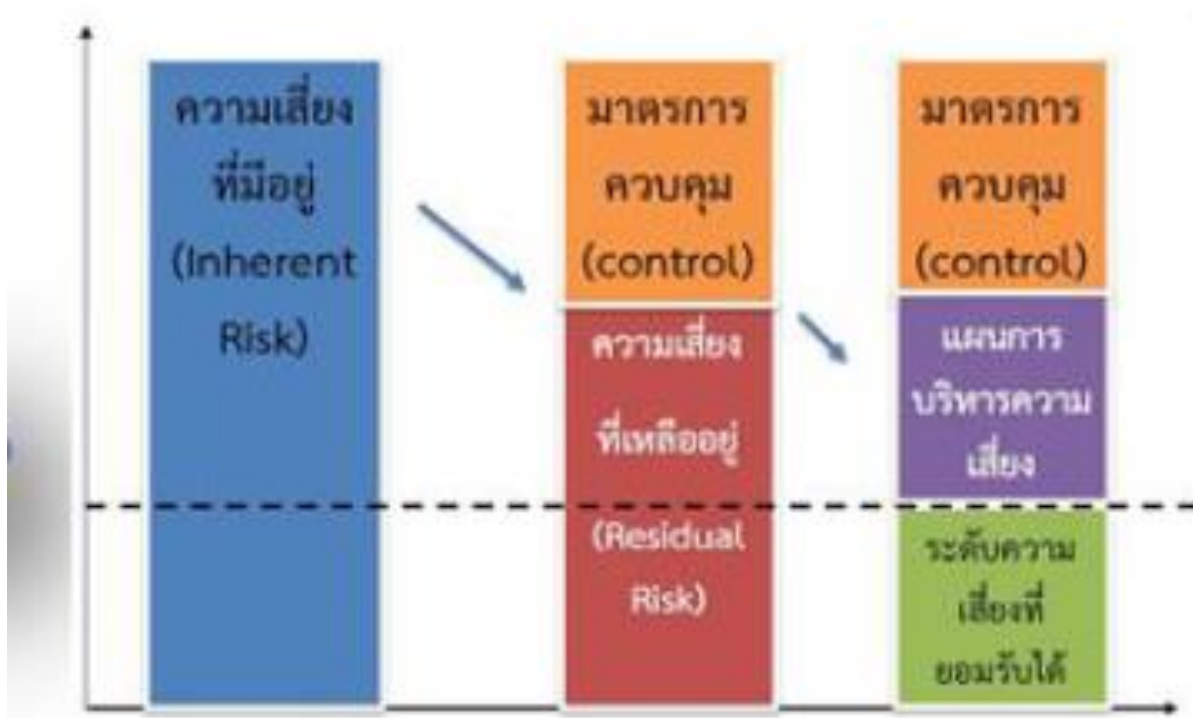 ความเสี่ยง
ที่มีอยู่
(Inherent
Risk)
มาตรการ
ควบคุม
(control)
ความเสี่ยง
ที่เหลืออยู่
(Residual
Risk)
มาตรการ
ควบคุม
(control)
แผนการ
บริหารความ
เสี่ยง
ระดับความ
เสี่ยงที่
ยอมรับได้